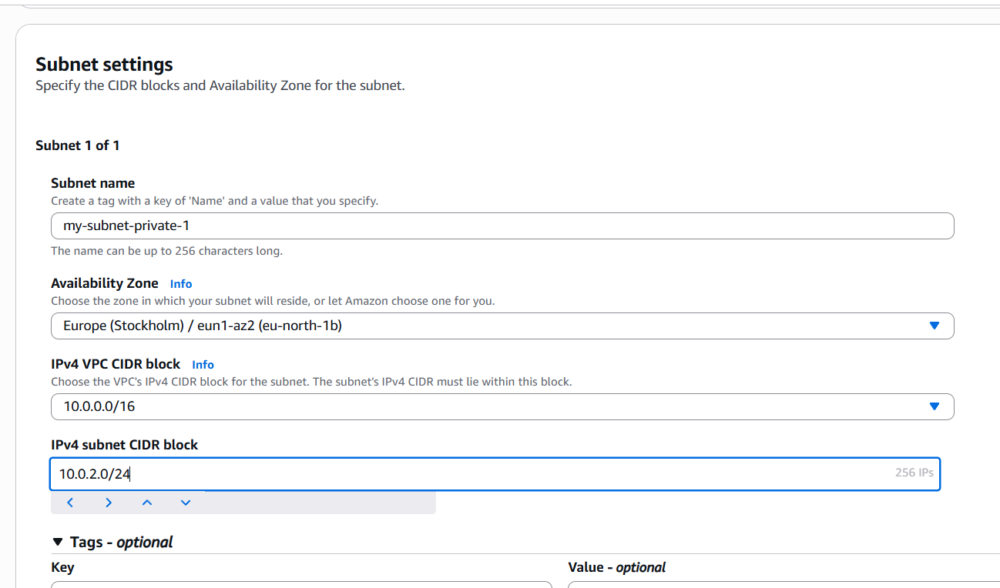 Subnet settings
Specify the CIDR blocks and Availability Zone for the subnet.
Subnet 1 of 1
Subnet name
Create a tag with a key of 'Name' and a value that you specify.
my-subnet-private-1
The name can be up to 256 characters long.
Availability Zone Info
Choose the zone in which your subnet will reside, or let Amazon choose one for you.
Europe (Stockholm) / eun1-az2 (eu-north-1b)
IPv4 VPC CIDR block Info
Choose the VPC's IPv4 CIDR block for the subnet. The subnet's IPv4 CIDR must lie within this block.
10.0.0.0/16
IPv4 subnet CIDR block
10.0.2.0/24 256 IPs
Tags - optional
Key Value - optional